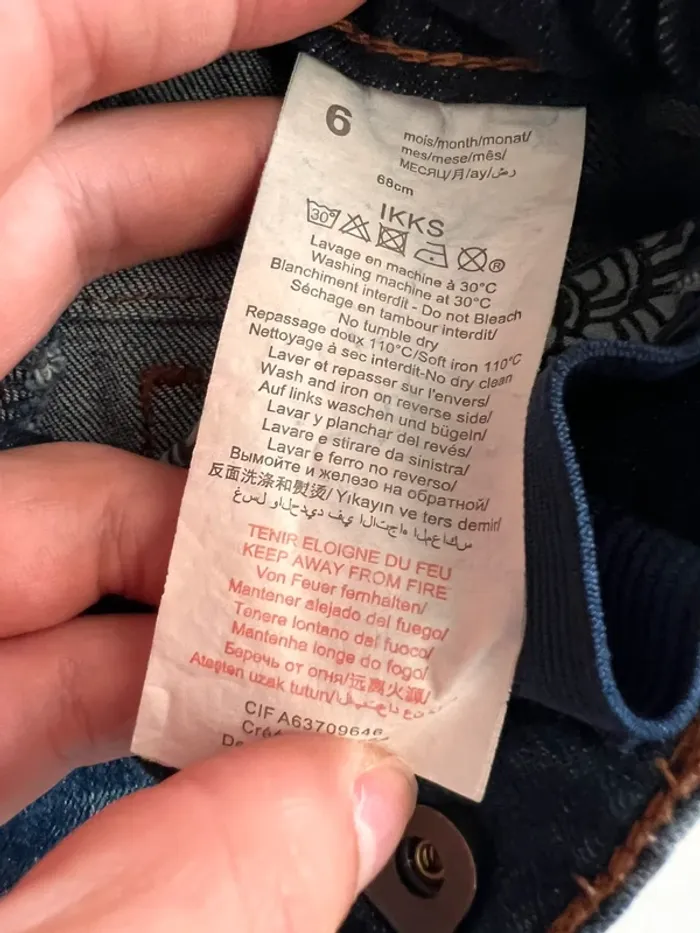 6
mois/month/monat/
mes/mese/mês/
МЕСЯЦ/月/ay/
68cm
IKKS
30°
®
Lavage en machine à 30°C
Washing machine at 30°C
Blanchiment interdit - Do not Bleach
Séchage en tambour interdit/
No tumble dry
Repassage doux 110°C/Soft iron 110°C
Nettoyage à sec interdit-No dry clean
Laver et repasser sur l'envers/
Wash and iron on reverse side/
Auf links waschen und bügeln/
Lavar y planchar del revés/
Lavare e stirare da sinistra/
Lavar e ferro no reverso/
Вымойте и железо на обратной/
反面洗涤和熨烫/ Yıkayın ve ters demir/
TENIR ELOIGNE DU FEU
KEEP AWAY FROM FIRE
Von Feuer fernhalten/
Mantener alejado del fuego/
Tenere lontano dal fuoco/
Mantenha longe do fogo/
Беречь от огня/远离火源/
Ateşten uzak tutun/
CIF A63709646